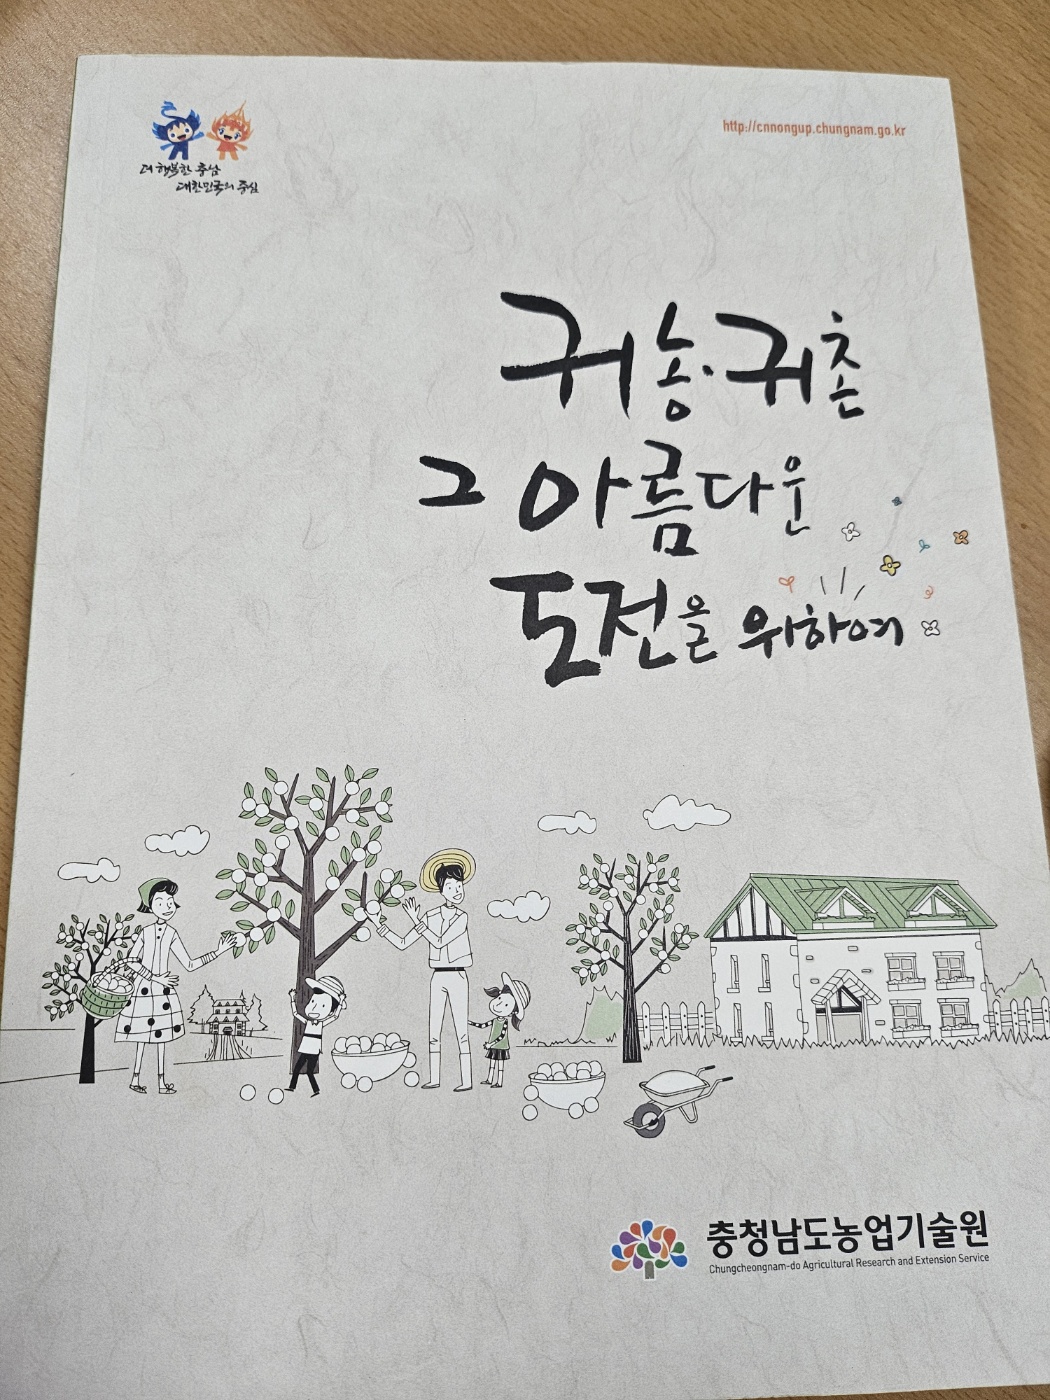 더 행복한 충남
대한민국의 중심
http://cnnongup.chungnam.go.kr
귀농·귀촌
그 아름다운
도전을 위하여
충청남도농업기술원
Chungcheongnam-do Agricultural Research and Extension Service